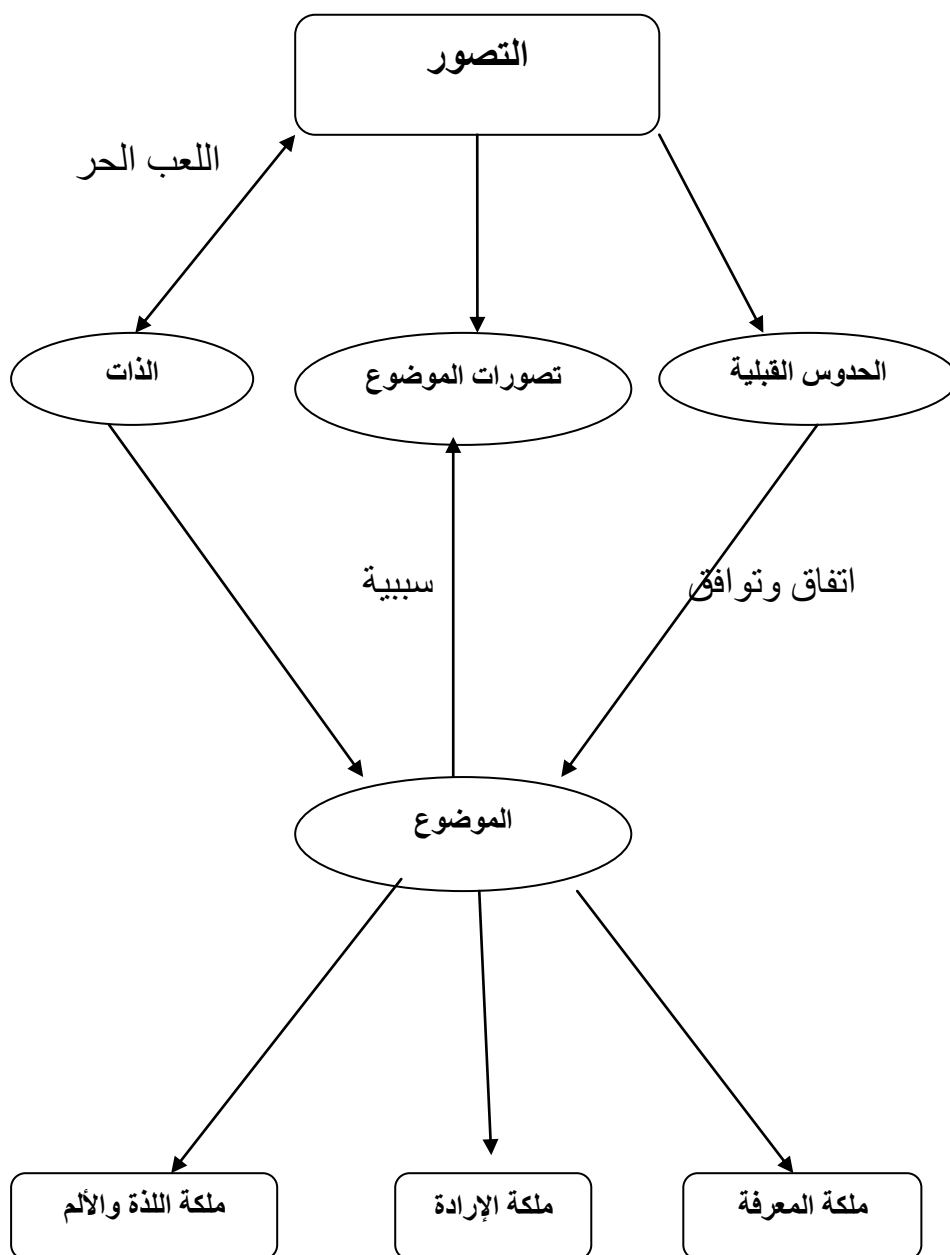 التصور
اللعب الحر
الحدوس القبلية
تصورات الموضوع
الذات
اتفاق وتوافق
سببية
الموضوع
ملكة المعرفة
ملكة الإرادة
ملكة اللذة والألم